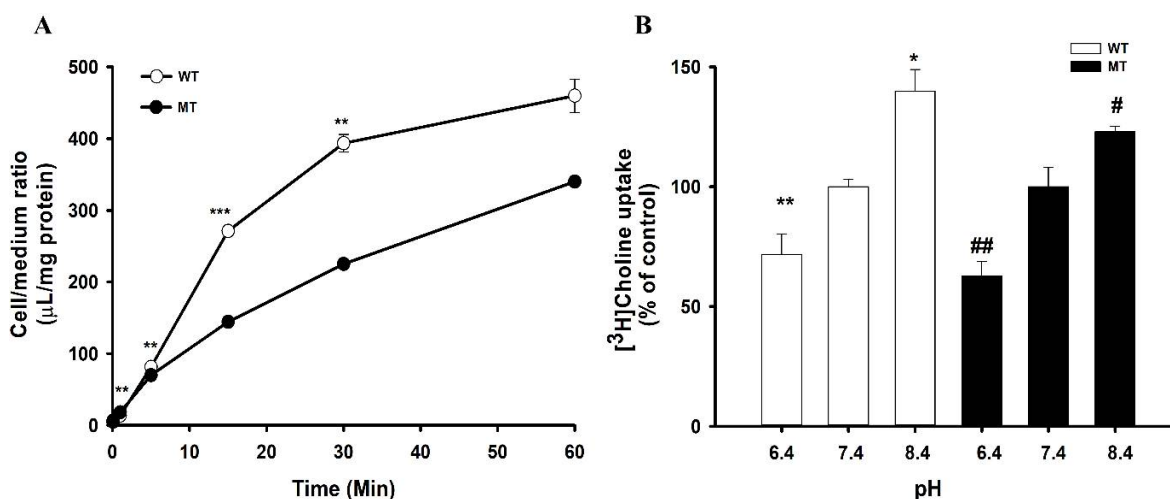 A
WT
MT
500
400
300
200
100
0
Cell/medium ratio
(μL/mg protein)
**
**
***
**
0
10
20
30
40
50
60
Time (Min)
B
WT
MT
150
100
50
0
[³H]Choline uptake
(% of control)
**
*
##
#
6.4
7.4
8.4
6.4
7.4
8.4
pH